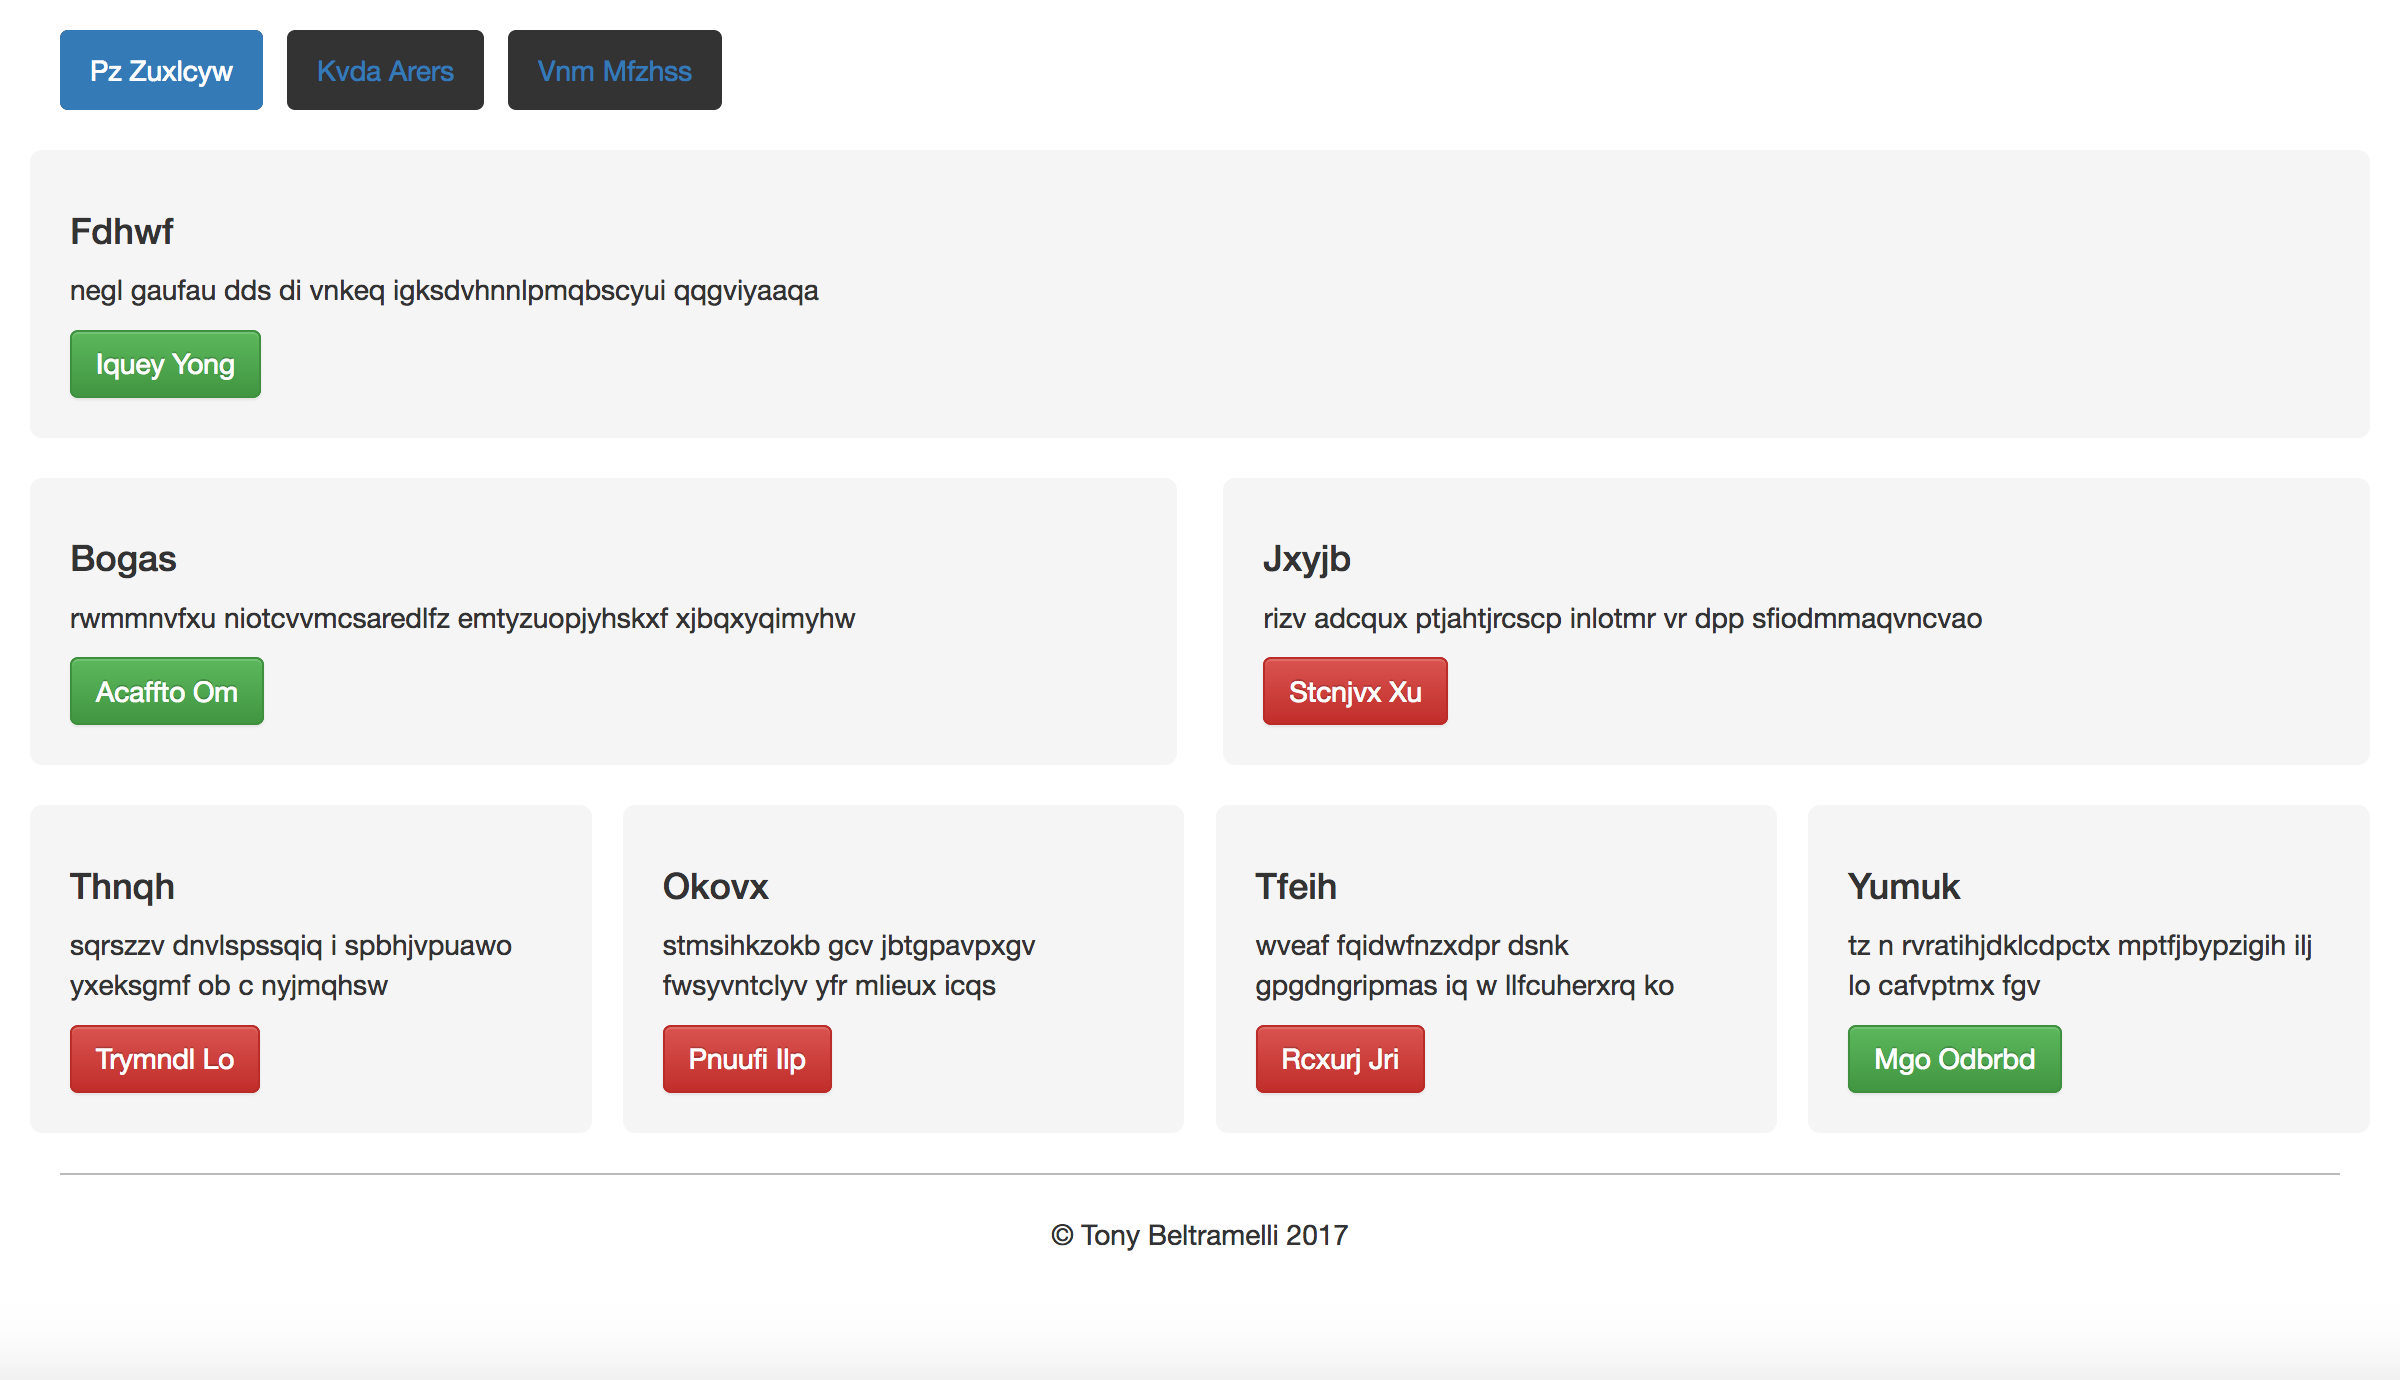 Pz Zuxlcyw
Kvda Arers
Vnm Mfzhss
Fdhwf
negl gaufau dds di vnkeq igksdvhnnlpmqbscyui qqgviyaaqa
Iquey Yong
Bogas
rwmmnvfxu niotcvvmcsaredlfz emtyzuopjyhskxf xjbqxyqimyhw
Acaffto Om
Jxyjb
rizv adcqux ptjahtjrcscp inlotmr vr dpp sfiodmmaqvncvao
Stcnjvx Xu
Thnqh
sqrszzv dnvlspssqiq i spbhjvpuawo
yxeksgmf ob c nyjmqhsw
Trymndl Lo
Okovx
stmsihkzokb gcv jbtgpavpxgv
fwsyvntclyv yfr mlieux icqs
Pnuufi Ilp
Tfeih
wveaf fqidwfnzxdpr dsnk
gpgdngripmas iq w llfcuherxrq ko
Rcxurj Jri
Yumuk
tz n rvratihjdklcdpctx mptfjbypzigih ilj
lo cafvptmx fgv
Mgo Odbrbd
© Tony Beltramelli 2017